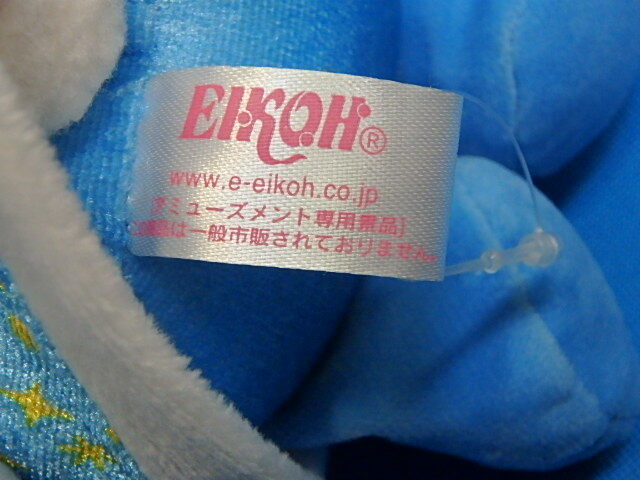 EIKOH®
www.e-eikoh.co.jp
アミューズメント専用景品]
この景品は一般市販されておりません。